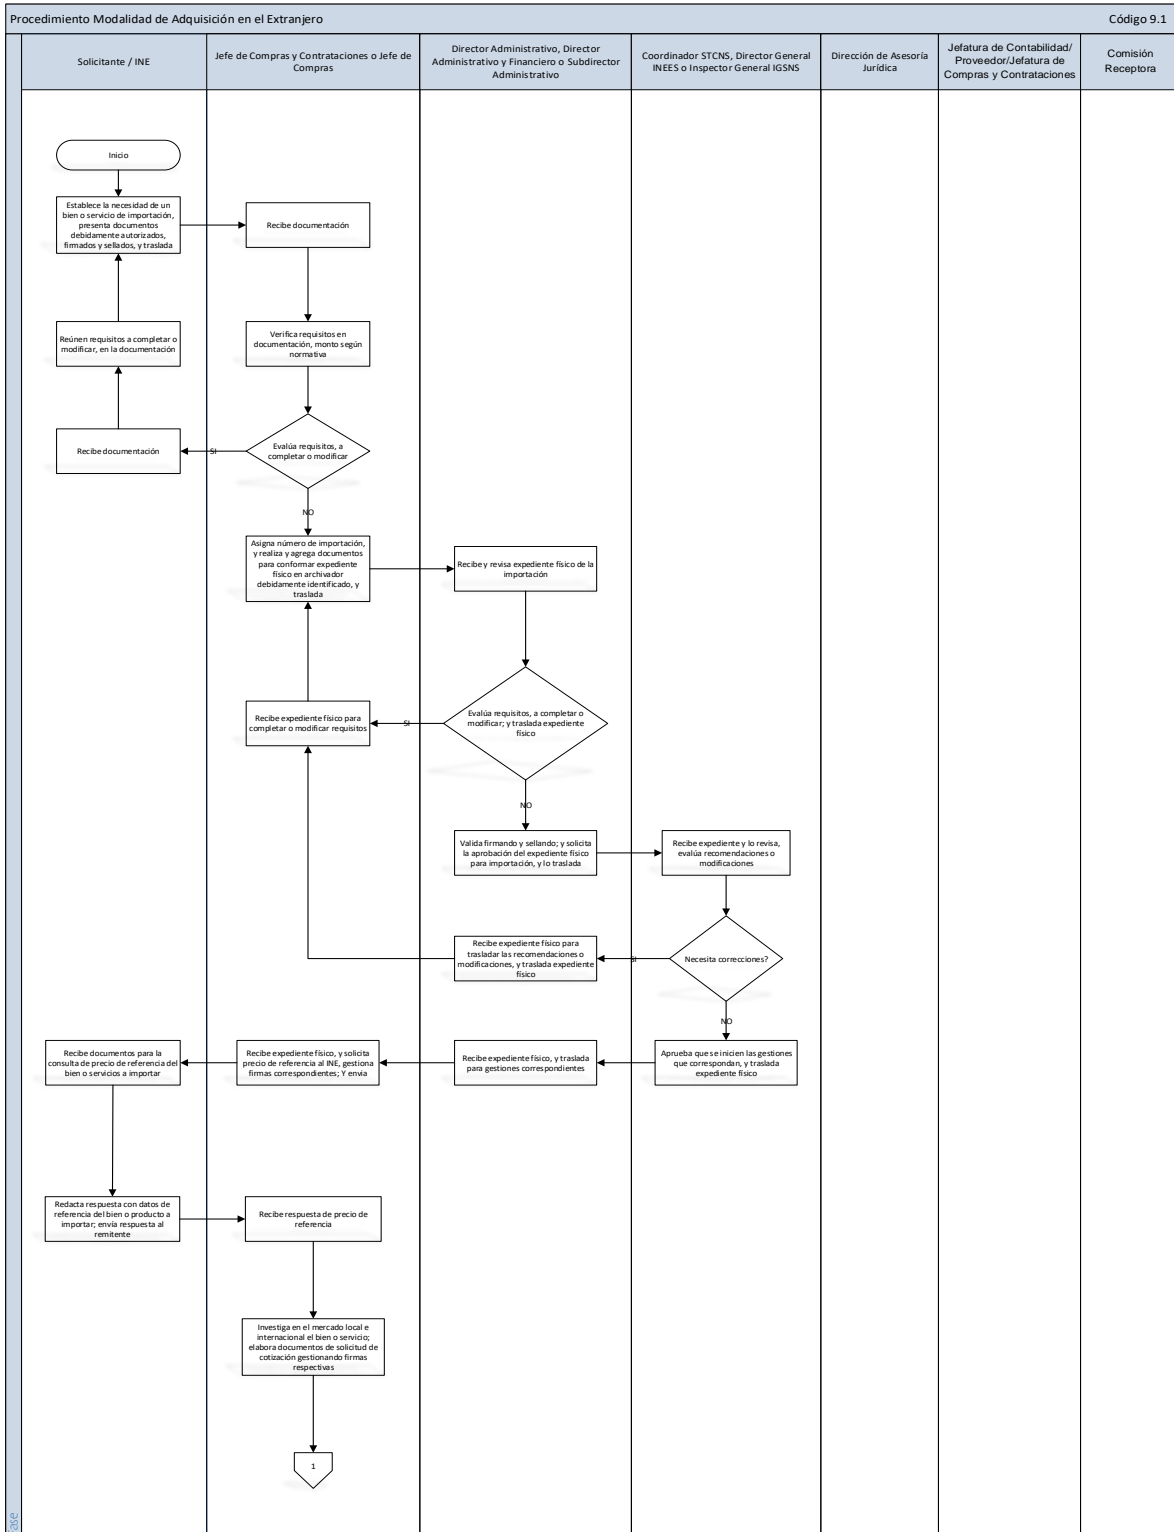 Procedimiento Modalidad de Adquisición en el Extranjero
Código 9.1
Solicitante / INE
Jefe de Compras y Contrataciones o Jefe de
Compras
Director Administrativo, Director
Administrativo y Financiero o Subdirector
Administrativo
Coordinador STCNS, Director General
INEES o Inspector General IGSNS
Dirección de Asesoría
Jurídica
Jefatura de Contabilidad/
Proveedor/Jefatura de
Compras y Contrataciones
Comisión
Receptora
Inicio
Establece la necesidad de un
bien o servicio de importación,
presenta documentos
debidamente autorizados,
firmados y sellados, y traslada
Recibe documentación
Reúnen requisitos a completar o
modificar, en la documentación
Verifica requisitos en
documentación, monto según
normativa
Recibe documentación
SI
Evalúa requisitos, a
completar o modificar
NO
Asigna número de importación,
y realiza y agrega documentos
para conformar expediente
físico en archivador
debidamente identificado, y
traslada
Recibe y revisa expediente físico de la
importación
Recibe expediente físico para
completar o modificar requisitos
SI
Evalúa requisitos, a completar o
modificar; y traslada expediente
físico
NO
Valida firmando y sellando; y solicita
la aprobación del expediente físico
para importación, y lo traslada
Recibe expediente y lo revisa,
evalúa recomendaciones o
modificaciones
Recibe expediente físico para
trasladar las recomendaciones o
modificaciones, y traslada expediente
físico
SI
Necesita correcciones?
NO
Recibe documentos para la
consulta de precio de referencia del
bien o servicios a importar
Recibe expediente físico, y solicita
precio de referencia al INE, gestiona
firmas correspondientes; Y envía
Recibe expediente físico, y traslada
para gestiones correspondientes
Aprueba que se inicien las gestiones
que correspondan, y traslada
expediente físico
Redacta respuesta con datos de
referencia del bien o producto a
importar; envía respuesta al
remitente
Recibe respuesta de precio de
referencia
Investiga en el mercado local e
internacional el bien o servicio;
elabora documentos de solicitud de
cotización gestionando firmas
respectivas
1
Fase